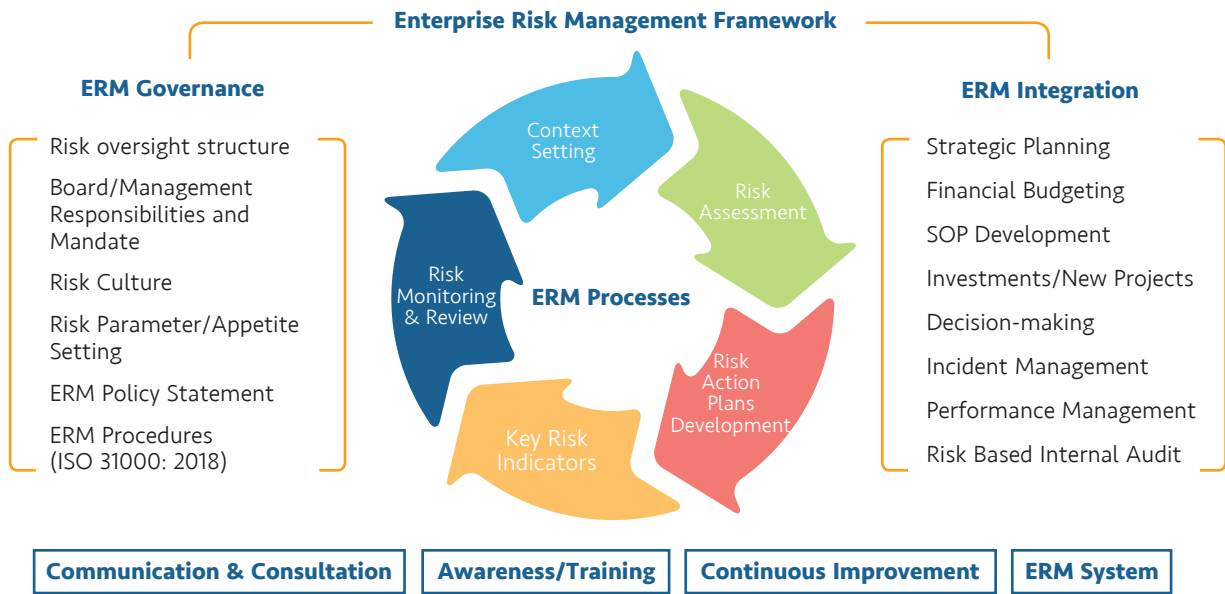 Enterprise Risk Management Framework
ERM Governance
Risk oversight structure
Board/Management
Responsibilities and
Mandate
Risk Culture
Risk Parameter/Appetite
Setting
ERM Policy Statement
ERM Procedures
(ISO 31000: 2018)
Context
Setting
Risk
Assessment
Risk
Action
Plans
Development
Key Risk
Indicators
Risk
Monitoring
& Review
ERM Processes
ERM Integration
Strategic Planning
Financial Budgeting
SOP Development
Investments/New Projects
Decision-making
Incident Management
Performance Management
Risk Based Internal Audit
Communication & Consultation
Awareness/Training
Continuous Improvement
ERM System